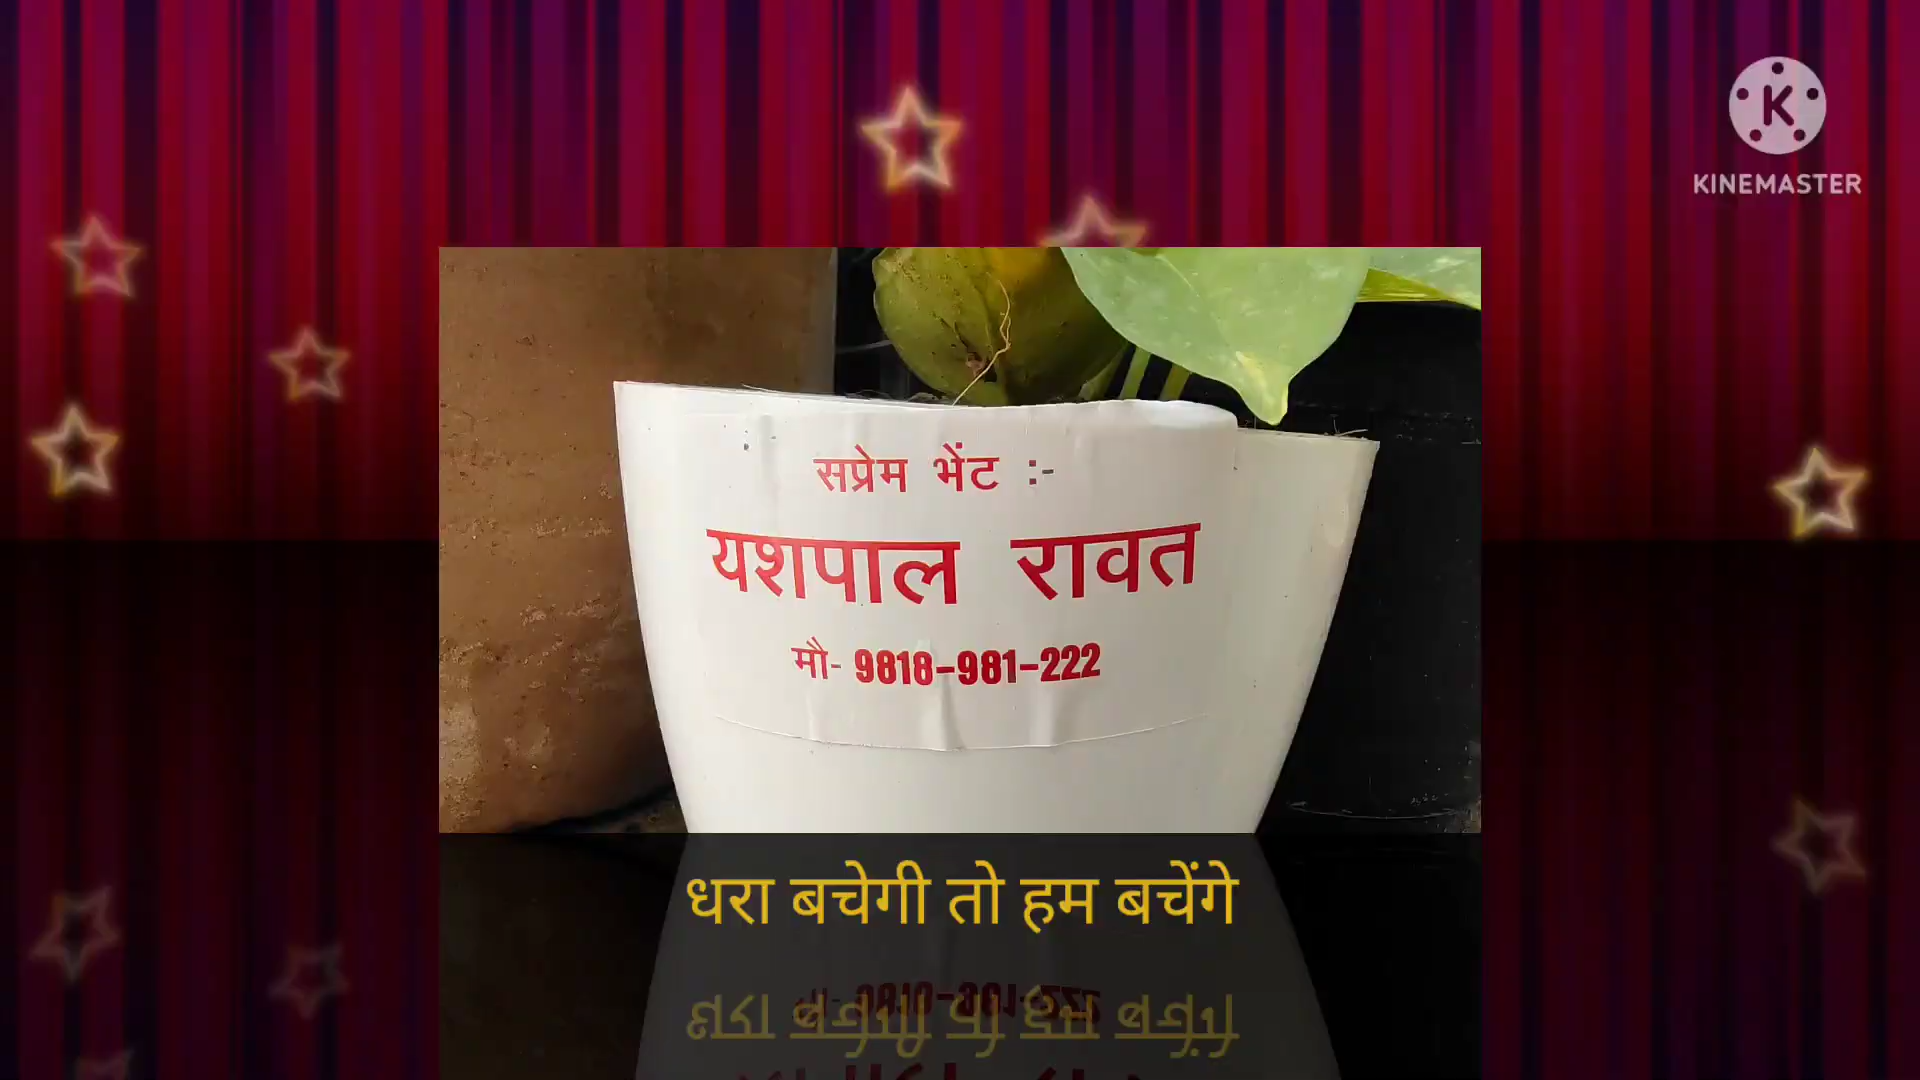 KINEMASTER
सप्रेम भेंट :-
यशपाल रावत
मौ- 9818-981-222
धरा बचेगी तो हम बचेंगे